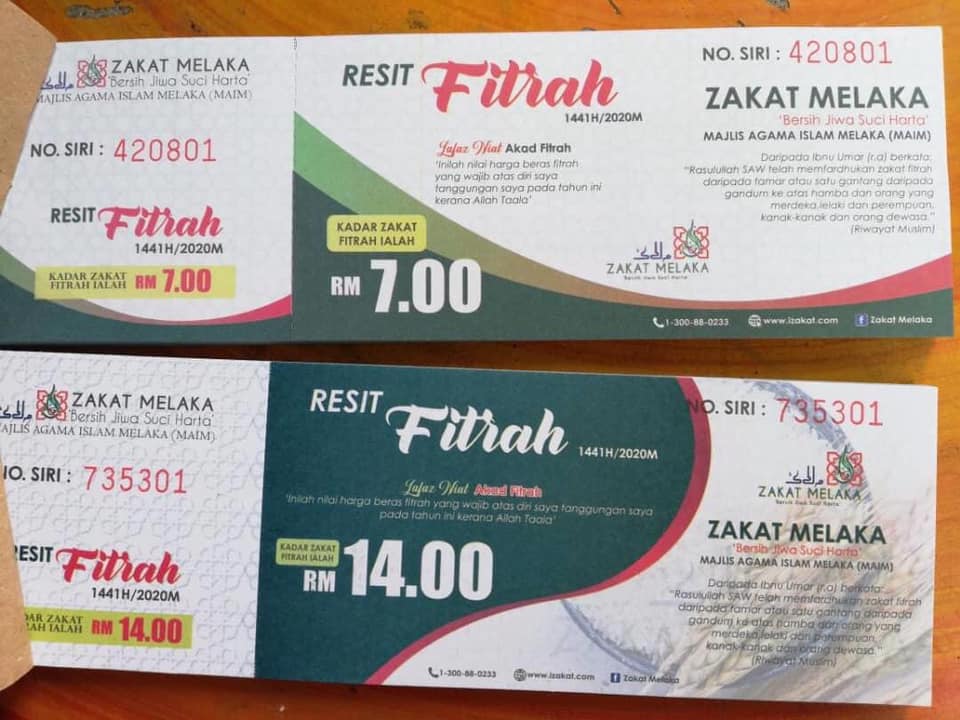 ZAKAT MELAKA
'Bersih Jiwa Suci Harta'
MAJLIS AGAMA ISLAM MELAKA (MAIM)
NO. SIRI : 420801
RESIT Fitrah
1441H/2020M
KADAR ZAKAT
FITRAH IALAH RM 7.00
RESIT Fitrah
1441H/2020M
Lafaz Niat Akad Fitrah
'Inilah nilai harga beras fitrah
yang wajib atas diri saya
tanggungan saya pada tahun ini
kerana Allah Taala'
KADAR ZAKAT
FITRAH IALAH
RM 7.00
NO. SIRI : 420801
ZAKAT MELAKA
'Bersih Jiwa Suci Harta'
MAJLIS AGAMA ISLAM MELAKA (MAIM)
Daripada Ibnu Umar (r.a) berkata:
"Rasulullah SAW telah memfardhukan zakat fitrah
daripada tamar atau satu gantang daripada
gandum ke atas hamba dan orang yang
merdeka,lelaki dan perempuan,
kanak-kanak dan orang dewasa."
(Riwayat Muslim)
ZAKAT MELAKA
'Bersih Jiwa Suci Harta'
1-300-88-0233 www.izakat.com Zakat Melaka
ZAKAT MELAKA
'Bersih Jiwa Suci Harta'
MAJLIS AGAMA ISLAM MELAKA (MAIM)
NO. SIRI : 735301
RESIT Fitrah
1441H/2020M
KADAR ZAKAT
FITRAH IALAH RM 14.00
RESIT
Fitrah 1441H/2020M
Lafaz Niat Akad Fitrah
'Inilah nilai harga beras fitrah yang wajib atas diri saya tanggungan saya
pada tahun ini kerana Allah Taala'
KADAR ZAKAT
FITRAH IALAH
RM 14.00
NO. SIRI : 735301
ZAKAT MELAKA
'Bersih Jiwa Suci Harta'
ZAKAT MELAKA
'Bersih Jiwa Suci Harta'
MAJLIS AGAMA ISLAM MELAKA (MAIM)
Daripada Ibnu Umar (r.a) berkata:
"Rasulullah SAW telah memfardhukan zakat fitrah
daripada tamar atau satu gantang daripada
gandum ke atas hamba dan orang yang
merdeka,lelaki dan perempuan,
kanak-kanak dan orang dewasa."
(Riwayat Muslim)
1-300-88-0233 www.izakat.com Zakat Melaka